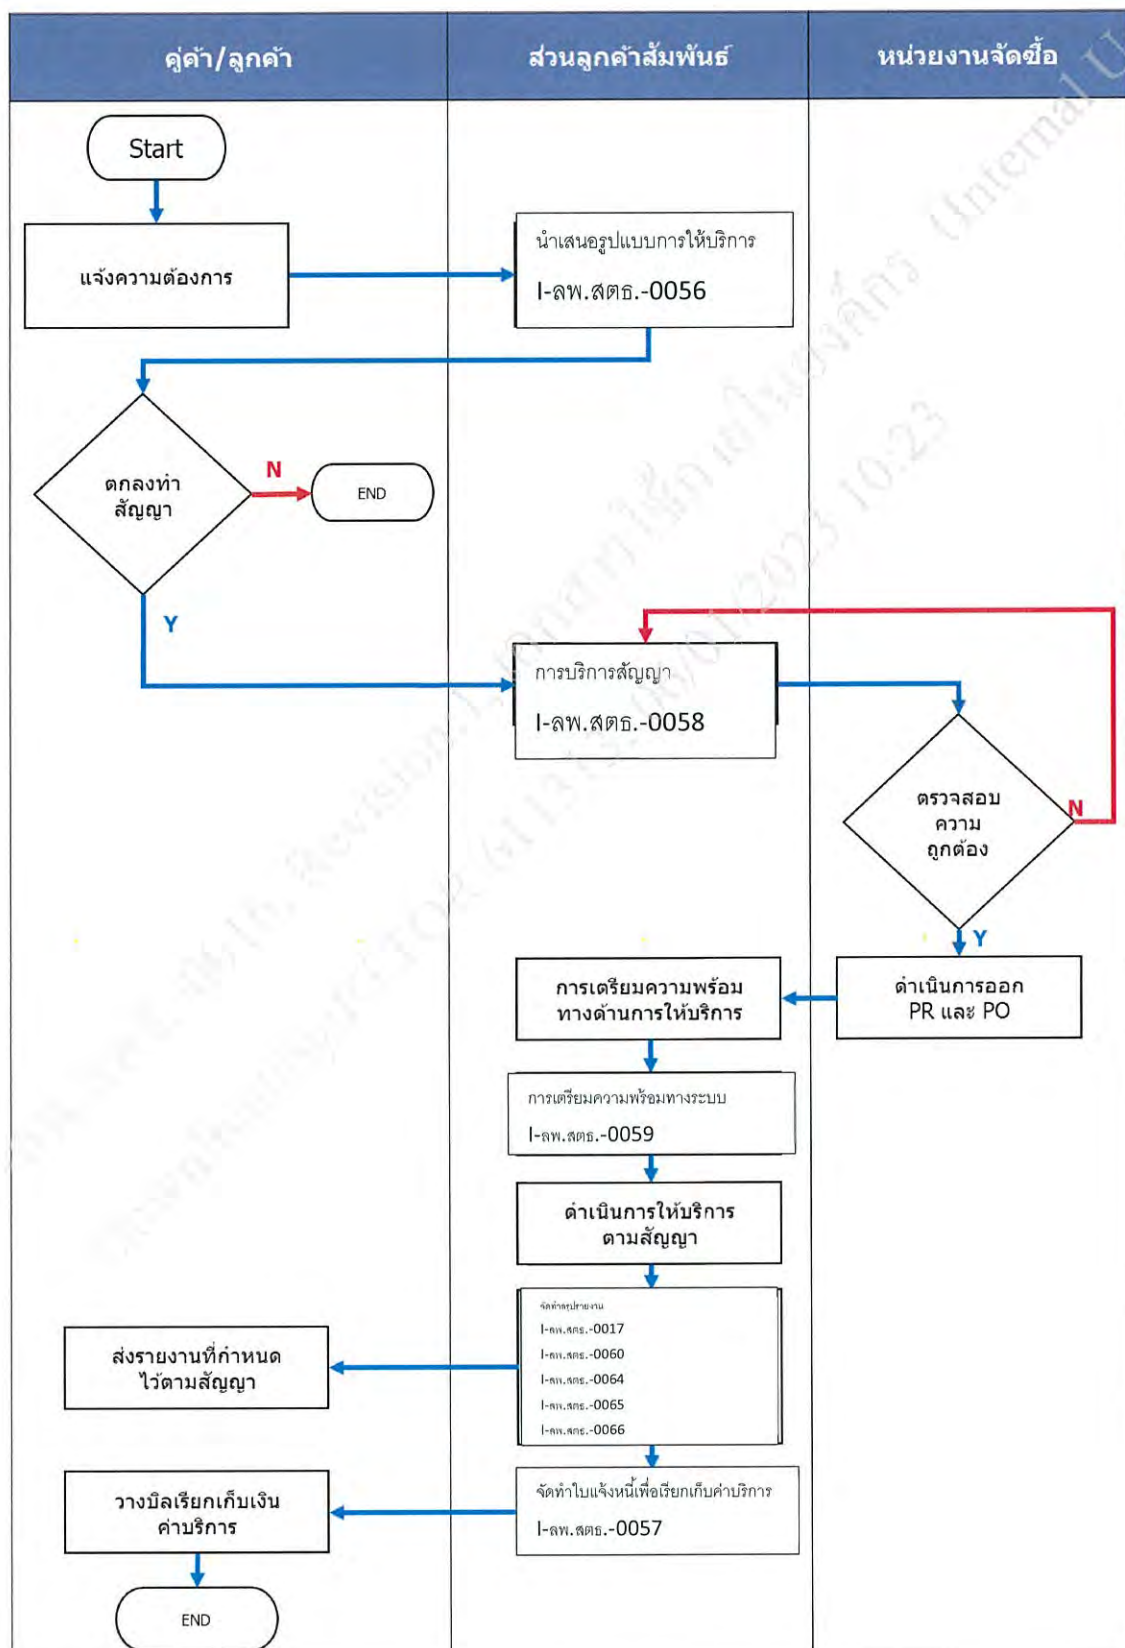 คู่ค้า/ลูกค้า
ส่วนลูกค้าสัมพันธ์
หน่วยงานจัดซื้อ
Start
แจ้งความต้องการ
นำเสนอรูปแบบการให้บริการ
I-ลพ.สตธ.-0056
ตกลงทำ
สัญญา
N
END
Y
การบริการสัญญา
I-ลพ.สตธ.-0058
ตรวจสอบ
ความ
ถูกต้อง
N
Y
ดำเนินการออก
PR และ PO
การเตรียมความพร้อม
ทางด้านการให้บริการ
การเตรียมความพร้อมทางระบบ
I-ลพ.สตธ.-0059
ดำเนินการให้บริการ
ตามสัญญา
จัดทำสรุปรายงาน
I-ลพ.สตธ.-0017
I-ลพ.สตธ.-0060
I-ลพ.สตธ.-0064
I-ลพ.สตธ.-0065
I-ลพ.สตธ.-0066
ส่งรายงานที่กำหนด
ไว้ตามสัญญา
จัดทำใบแจ้งหนี้เพื่อเรียกเก็บค่าบริการ
I-ลพ.สตธ.-0057
วางบิลเรียกเก็บเงิน
ค่าบริการ
END